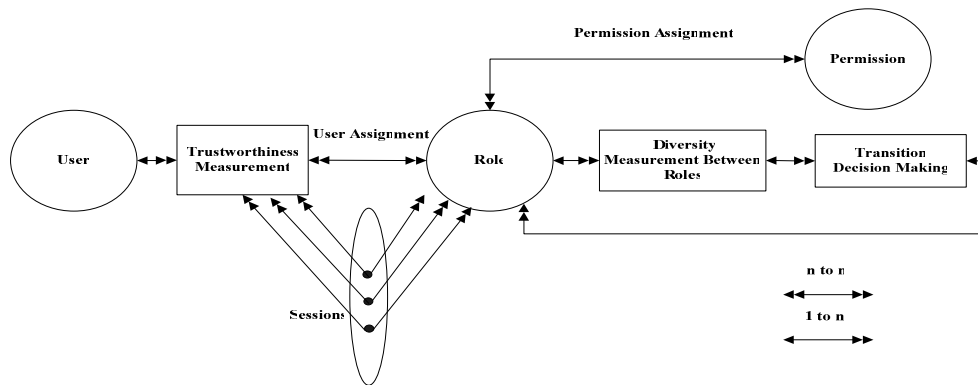 Permission Assignment
Permission
User
Trustworthiness
Measurement
User Assignment
Role
Diversity
Measurement Between
Roles
Transition
Decision Making
Sessions
n to n
1 to n